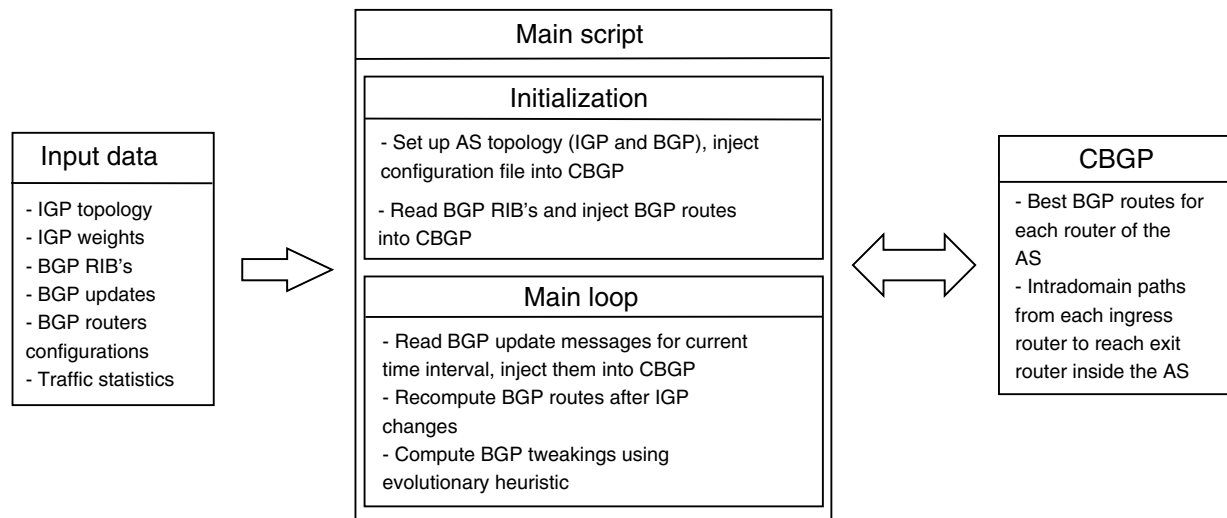 Input data
- IGP topology
- IGP weights
- BGP RIB's
- BGP updates
- BGP routers
configurations
- Traffic statistics
Main script
Initialization
- Set up AS topology (IGP and BGP), inject
configuration file into CBGP
- Read BGP RIB's and inject BGP routes
into CBGP
Main loop
- Read BGP update messages for current
time interval, inject them into CBGP
- Recompute BGP routes after IGP
changes
- Compute BGP tweakings using
evolutionary heuristic
CBGP
- Best BGP routes for
each router of the
AS
- Intradomain paths
from each ingress
router to reach exit
router inside the AS